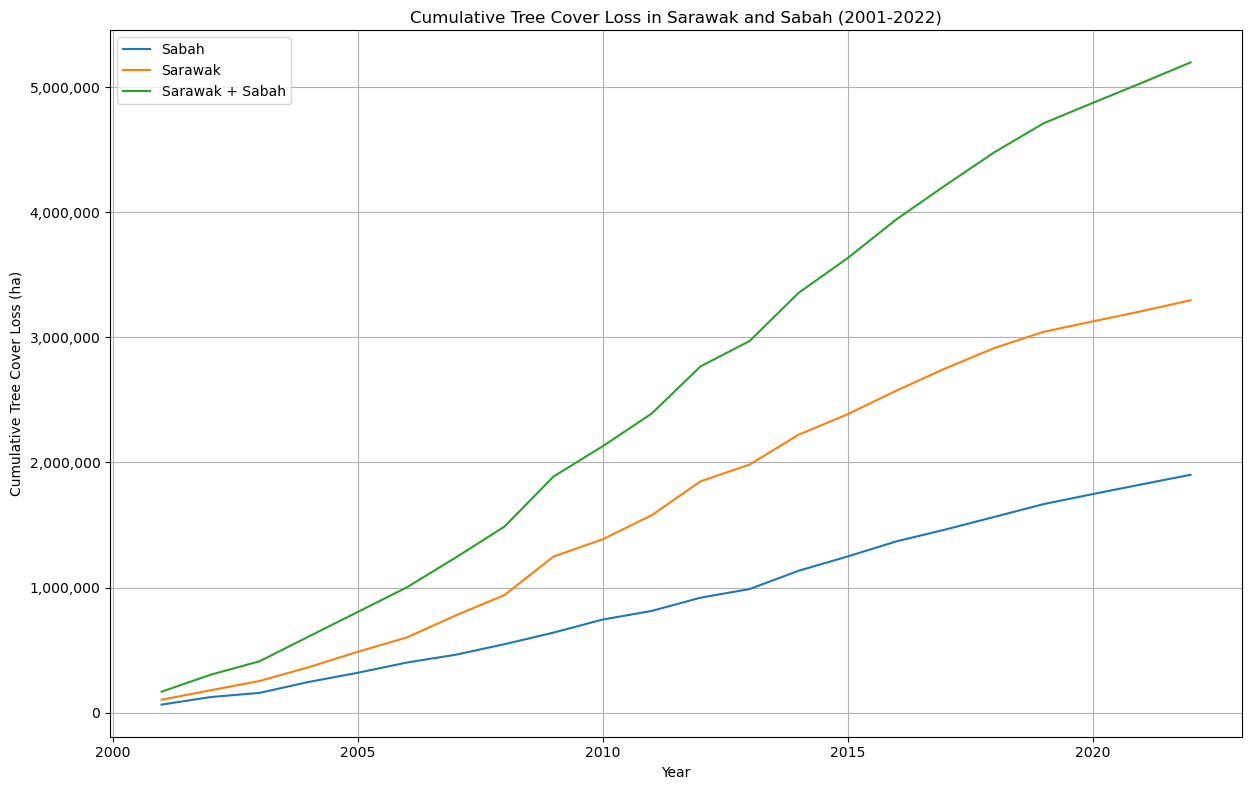 Cumulative Tree Cover Loss in Sarawak and Sabah (2001-2022)
Sabah
Sarawak
Sarawak + Sabah
Cumulative Tree Cover Loss (ha)
5,000,000
4,000,000
3,000,000
2,000,000
1,000,000
0
2000
2005
2010
2015
2020
Year